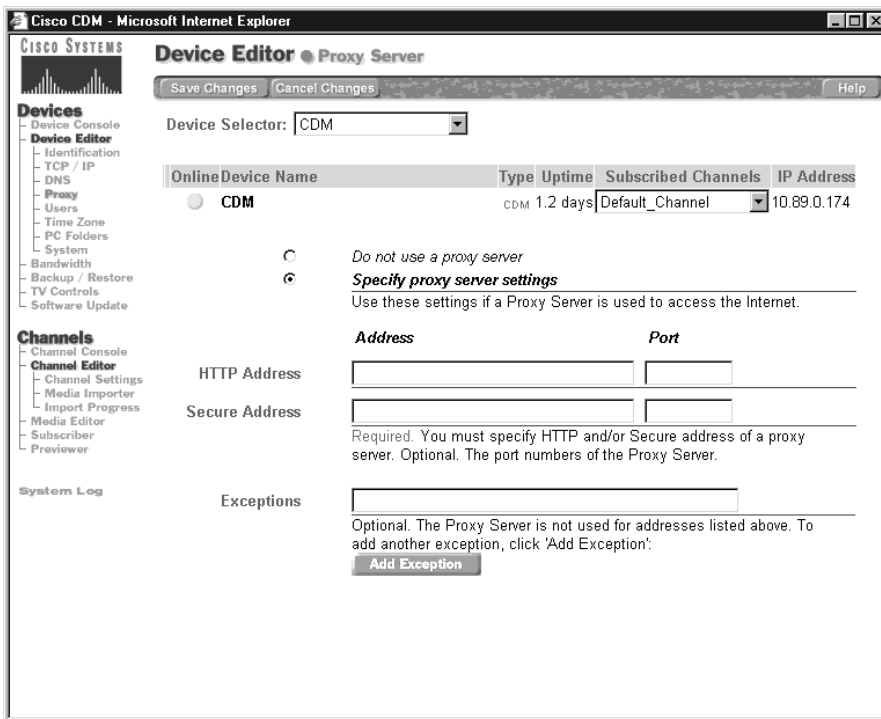 Cisco CDM - Microsoft Internet Explorer
CISCO SYSTEMS
Device Editor Proxy Server
Save Changes Cancel Changes Help
Devices
Device Console
Device Editor
Identification
TCP / IP
DNS
Proxy
Users
Time Zone
PC Folders
System
Bandwidth
Backup / Restore
TV Controls
Software Update
Channels
Channel Console
Channel Editor
Channel Settings
Media Importer
Import Progress
Media Editor
Subscriber
Previewer
System Log
Device Selector: CDM
Online Device Name Type Uptime Subscribed Channels IP Address
CDM CDM 1.2 days Default_Channel 10.89.0.174
Do not use a proxy server
Specify proxy server settings
Use these settings if a Proxy Server is used to access the Internet.
Address Port
HTTP Address
Secure Address
Required. You must specify HTTP and/or Secure address of a proxy
server. Optional. The port numbers of the Proxy Server.
Exceptions
Optional. The Proxy Server is not used for addresses listed above. To
add another exception, click 'Add Exception':
Add Exception